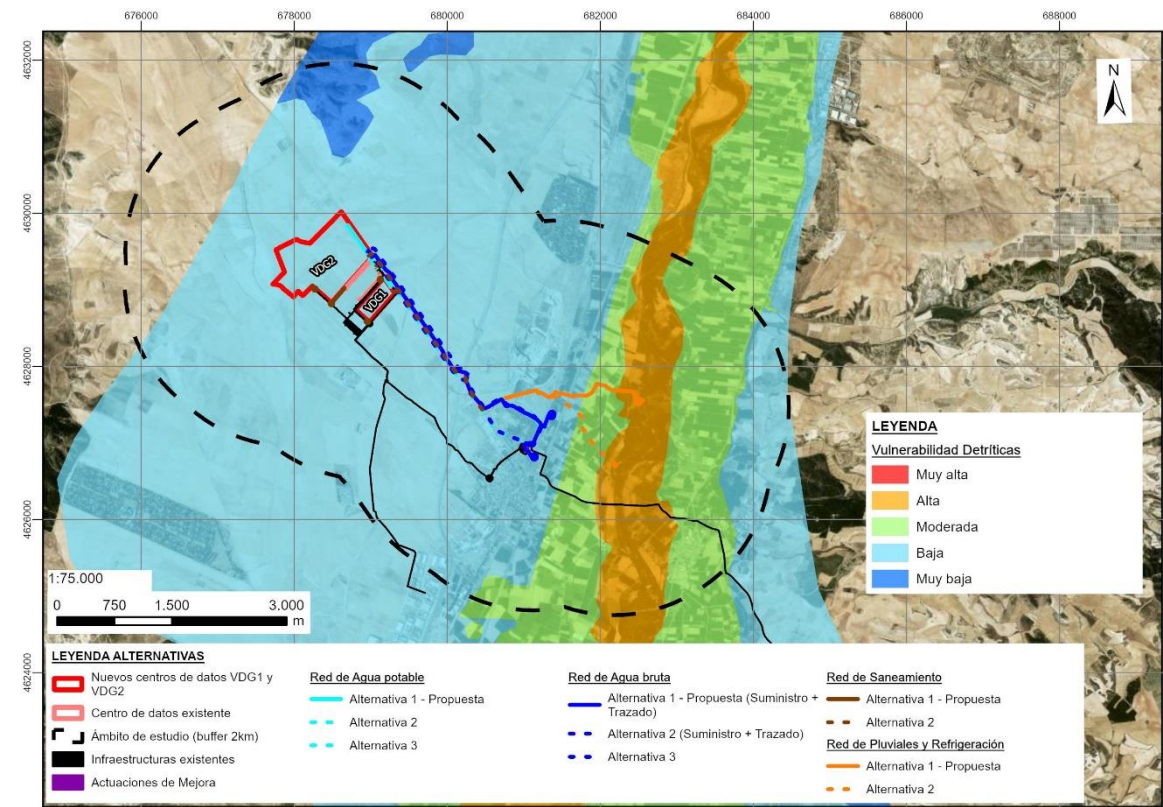 676000 678000 680000 682000 684000 686000 688000
4632000
N
4630000
VDG2
VDG1
4628000
LEYENDA
Vulnerabilidad Detríticas
Muy alta
Alta
Moderada
Baja
Muy baja
4626000
1:75.000
0 750 1.500 3.000
m
4624000
LEYENDA ALTERNATIVAS
Nuevos centros de datos VDG1 y
VDG2
Centro de datos existente
Ámbito de estudio (buffer 2km)
Infraestructuras existentes
Actuaciones de Mejora
Red de Agua potable
Alternativa 1 - Propuesta
Alternativa 2
Alternativa 3
Red de Agua bruta
Alternativa 1 - Propuesta (Suministro +
Trazado)
Alternativa 2 (Suministro + Trazado)
Alternativa 3
Red de Saneamiento
Alternativa 1 - Propuesta
Alternativa 2
Red de Pluviales y Refrigeración
Alternativa 1 - Propuesta
Alternativa 2